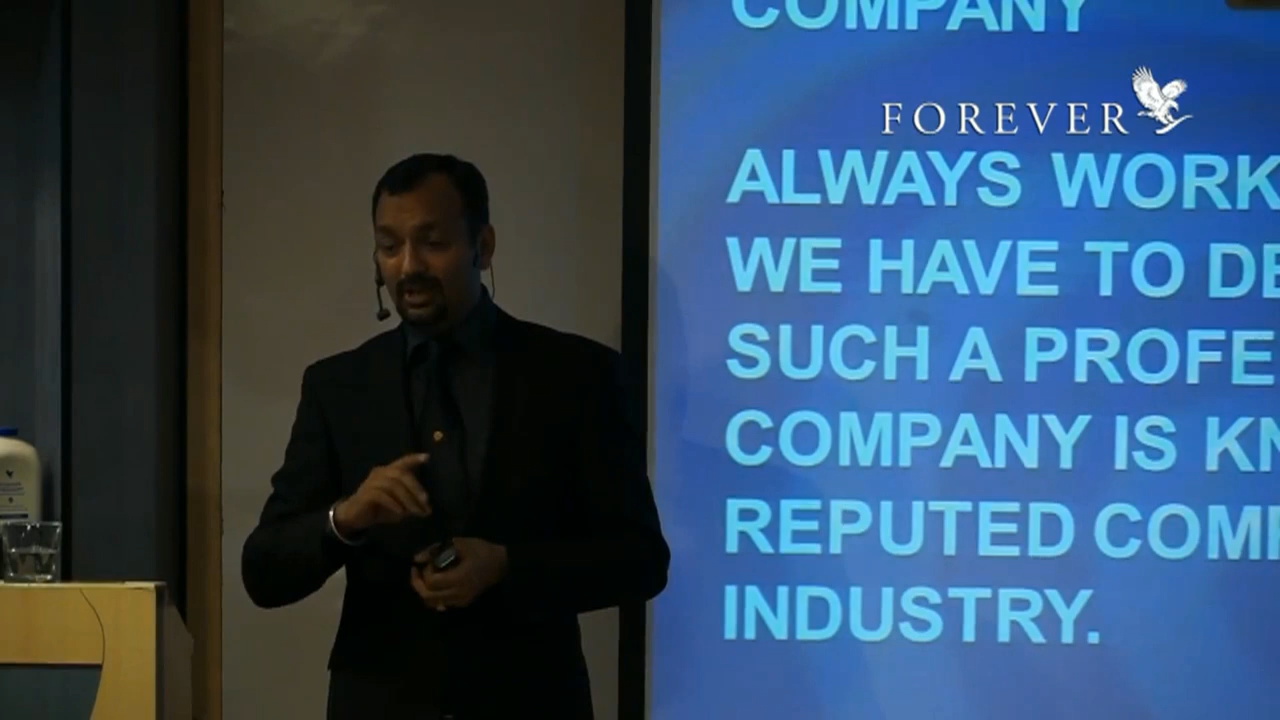 COMPANY
FOREVER
ALWAYS WORK
WE HAVE TO DE
SUCH A PROFE
COMPANY IS KN
REPUTED COM
INDUSTRY.